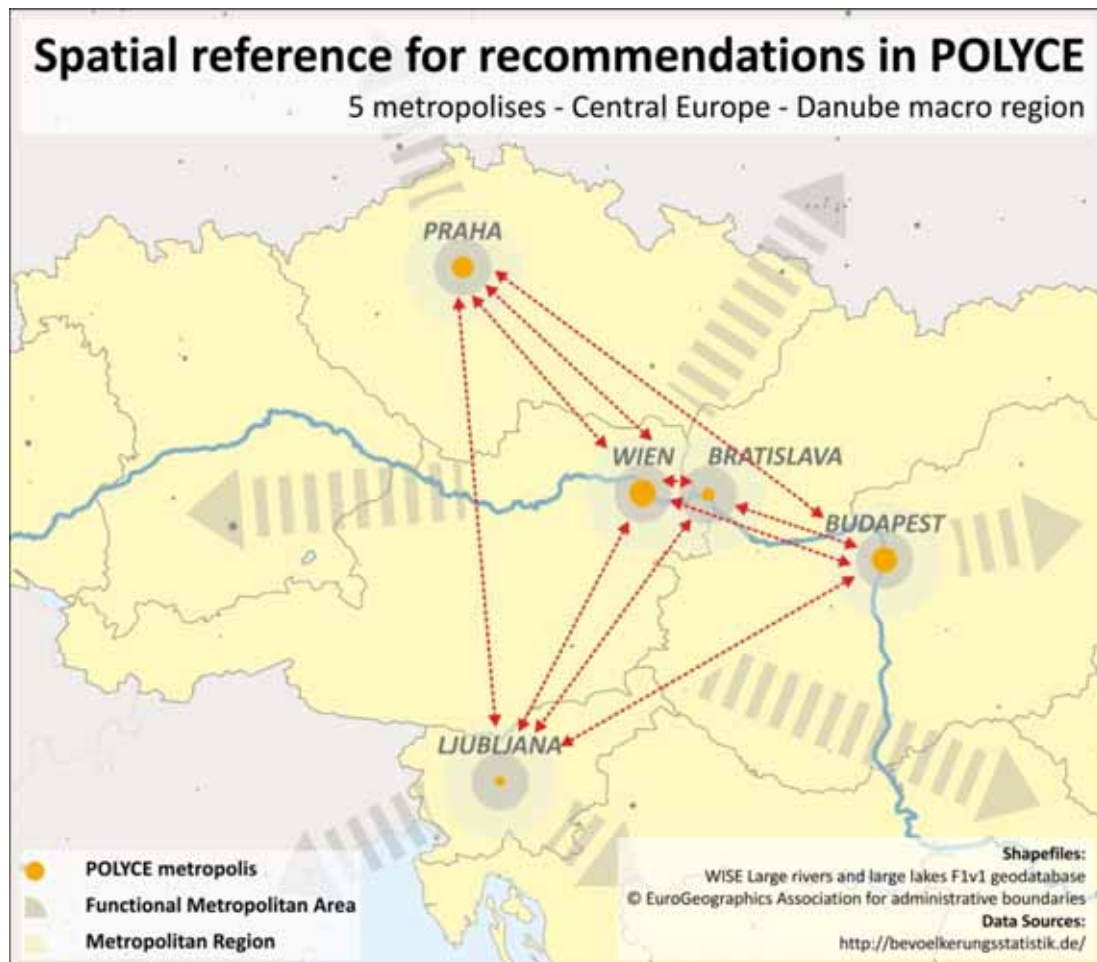 Spatial reference for recommendations in POLYCE
5 metropolises - Central Europe - Danube macro region
PRAHA
WIEN
BRATISLAVA
BUDAPEST
LJUBLJANA
POLYCE metropolis
Functional Metropolitan Area
Metropolitan Region
Shapefiles:
WISE Large rivers and large lakes F1v1 geodatabase
© EuroGeographics Association for administrative boundaries
Data Sources:
http://bevoelkerungsstatistik.de/